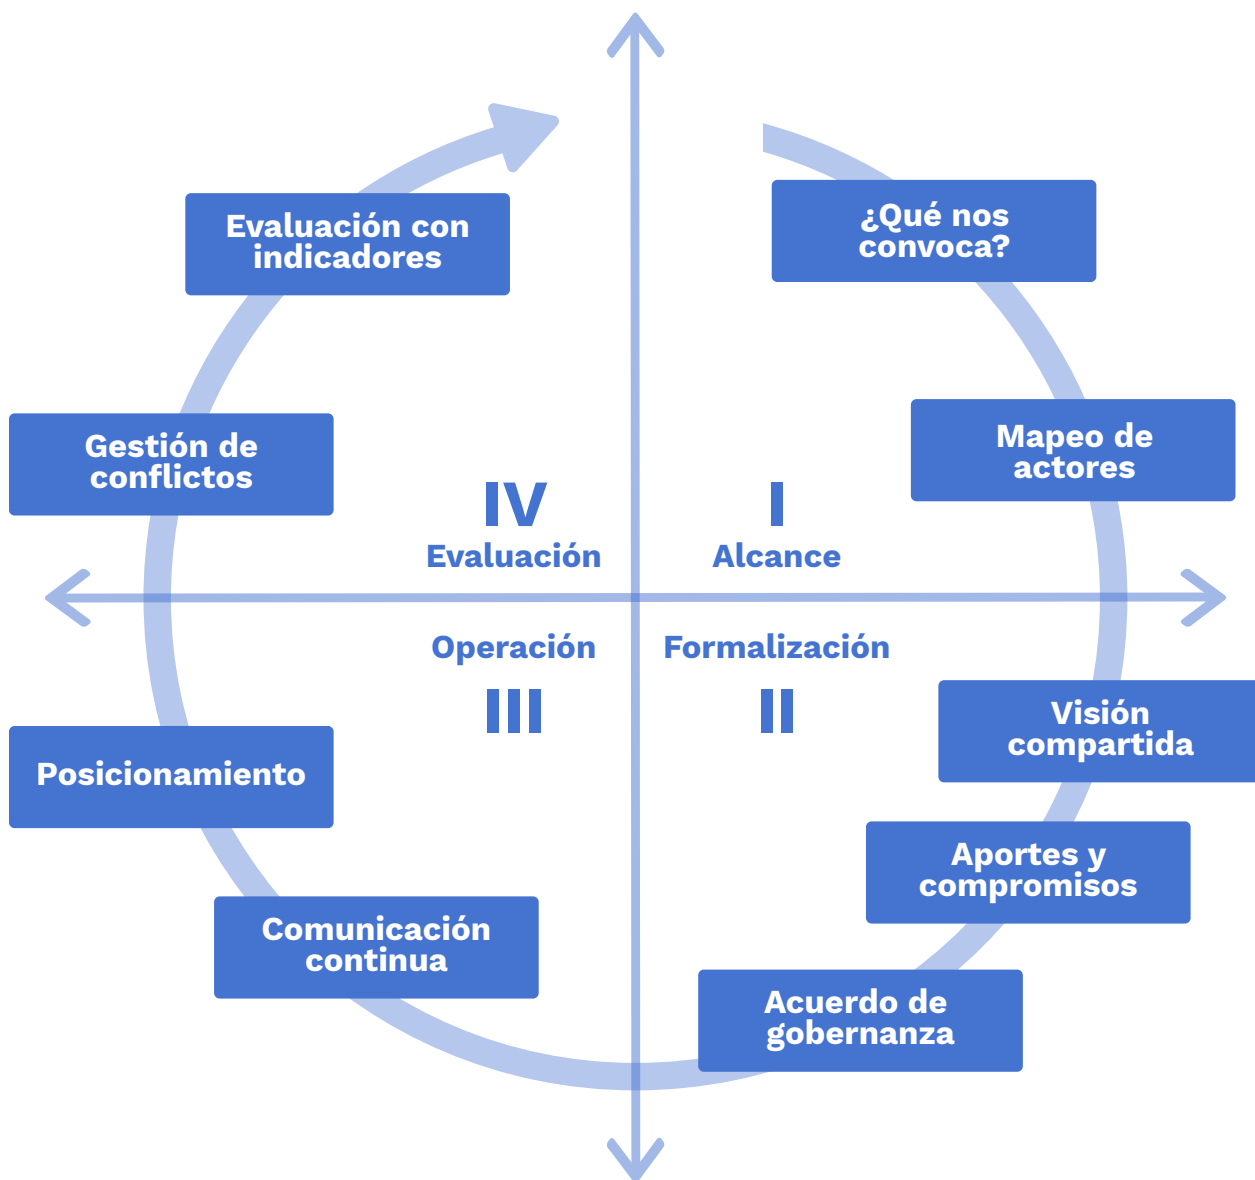 ¿Qué nos
convoca?
Mapeo de
actores
I
Alcance
Formalización
II
Visión
compartida
Aportes y
compromisos
Acuerdo de
gobernanza
Operación
III
Comunicación
continua
Posicionamiento
IV
Evaluación
Gestión de
conflictos
Evaluación con
indicadores